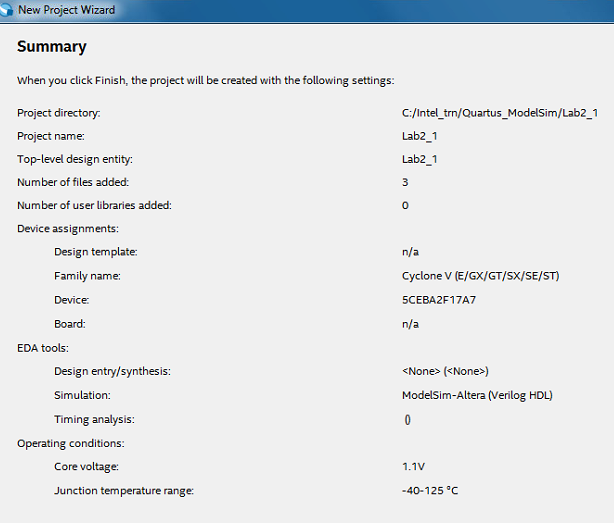 New Project Wizard
Summary
When you click Finish, the project will be created with the following settings:
Project directory: C:/Intel_trn/Quartus_ModelSim/Lab2_1
Project name: Lab2_1
Top-level design entity: Lab2_1
Number of files added: 3
Number of user libraries added: 0
Device assignments:
Design template: n/a
Family name: Cyclone V (E/GX/GT/SX/SE/ST)
Device: 5CEBA2F17A7
Board: n/a
EDA tools:
Design entry/synthesis: <None> (<None>)
Simulation: ModelSim-Altera (Verilog HDL)
Timing analysis: ()
Operating conditions:
Core voltage: 1.1V
Junction temperature range: -40-125 ºC